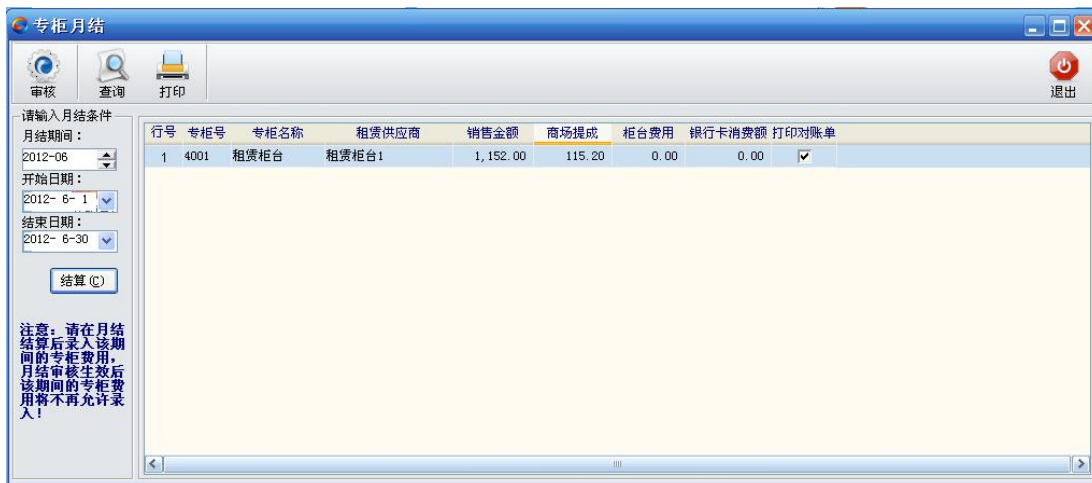 专柜月结
审核 查询 打印 退出
请输入月结条件
月结期间：
2012-06
开始日期：
2012- 6- 1
结束日期：
2012- 6-30
结算(C)
注意：请在月结
结算后录入该期
间的专柜费用，
月结审核生效后
该期间的专柜费
用将不再允许录
入！
行号 专柜号 专柜名称 租赁供应商 销售金额 商场提成 柜台费用 银行卡消费额 打印对账单
1 4001 租赁柜台 租赁柜台1 1,152.00 115.20 0.00 0.00